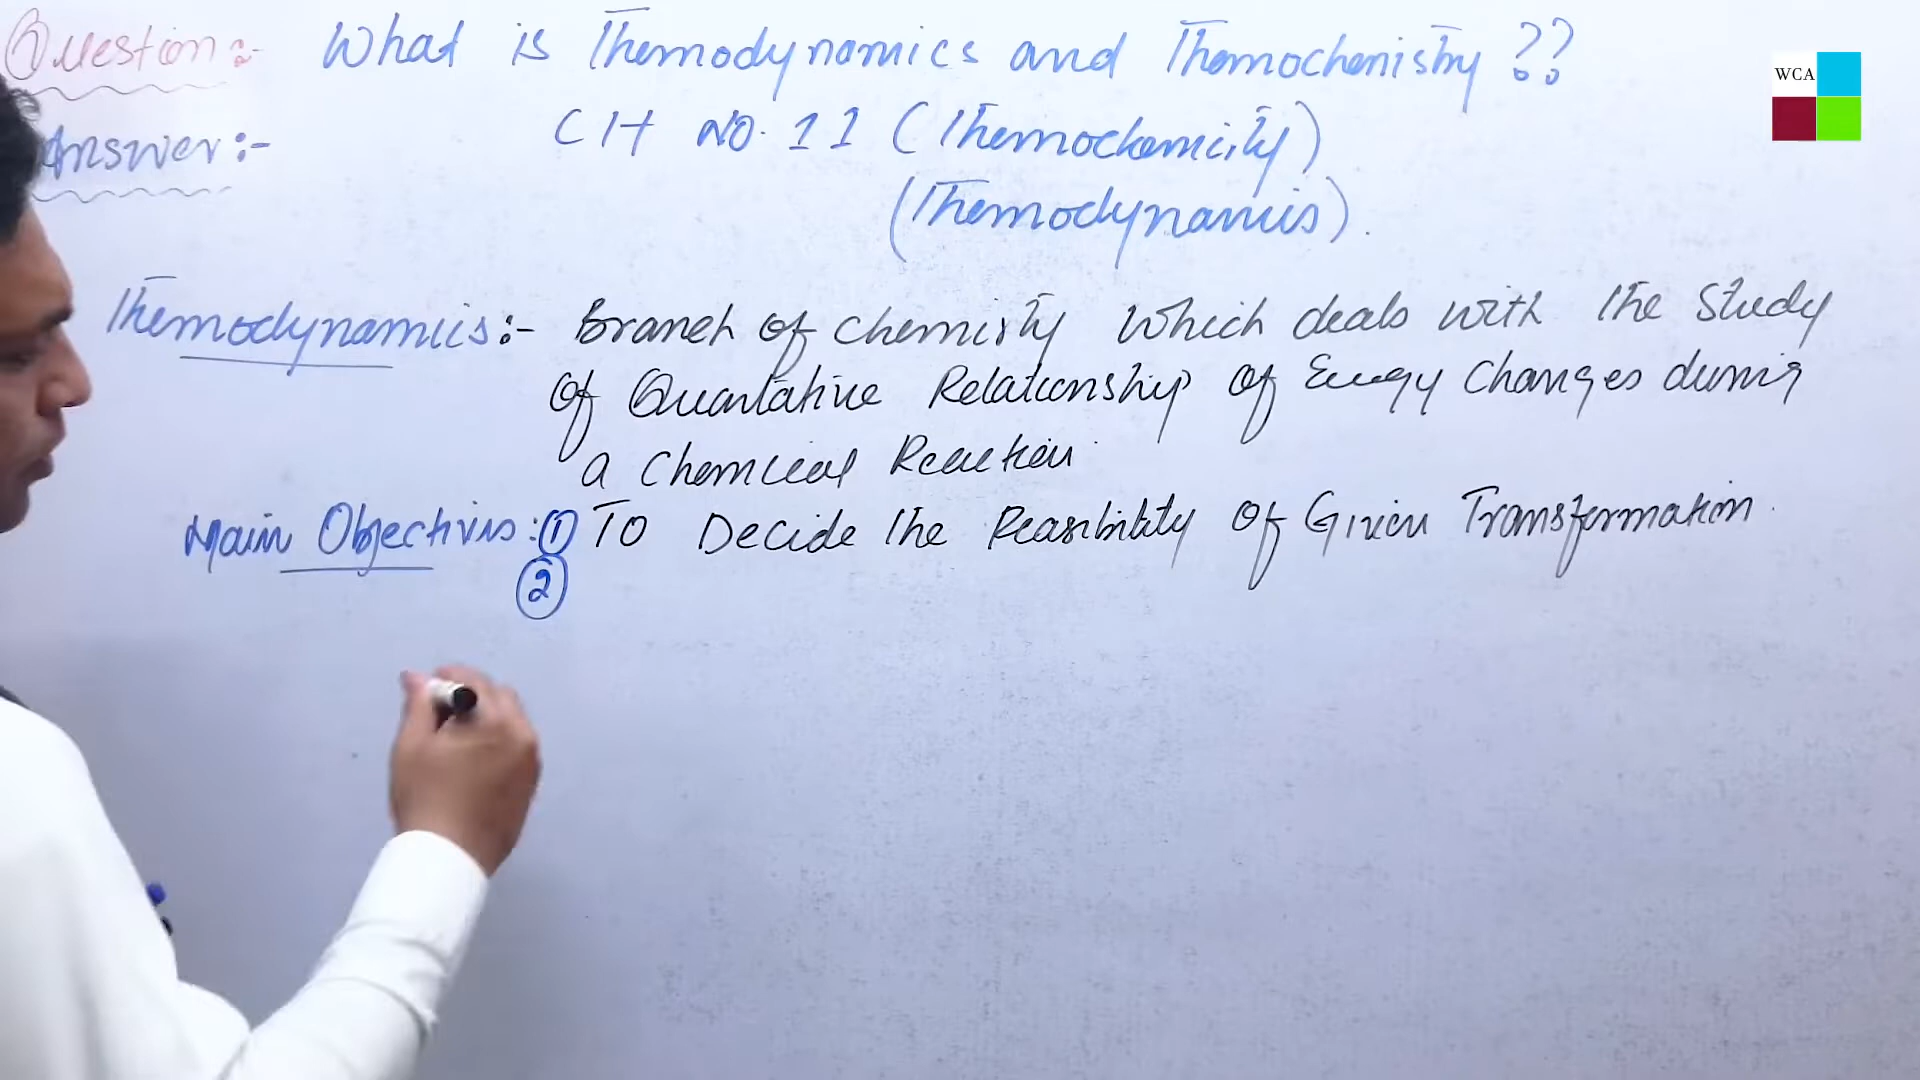 Question:- What is Thermodynamics and Thermochemistry ??
WCA
Answer:- CH NO. 11 (Thermochemicity)
(Thermodynamics).
Thermodynamics:- Branch of chemisty Which deals with The Study
Of Quantative Relationship Of Energy Changes during
a Chemical Reaction
Main Objectives: ① To Decide The Feasibility Of Given Transformation.
②